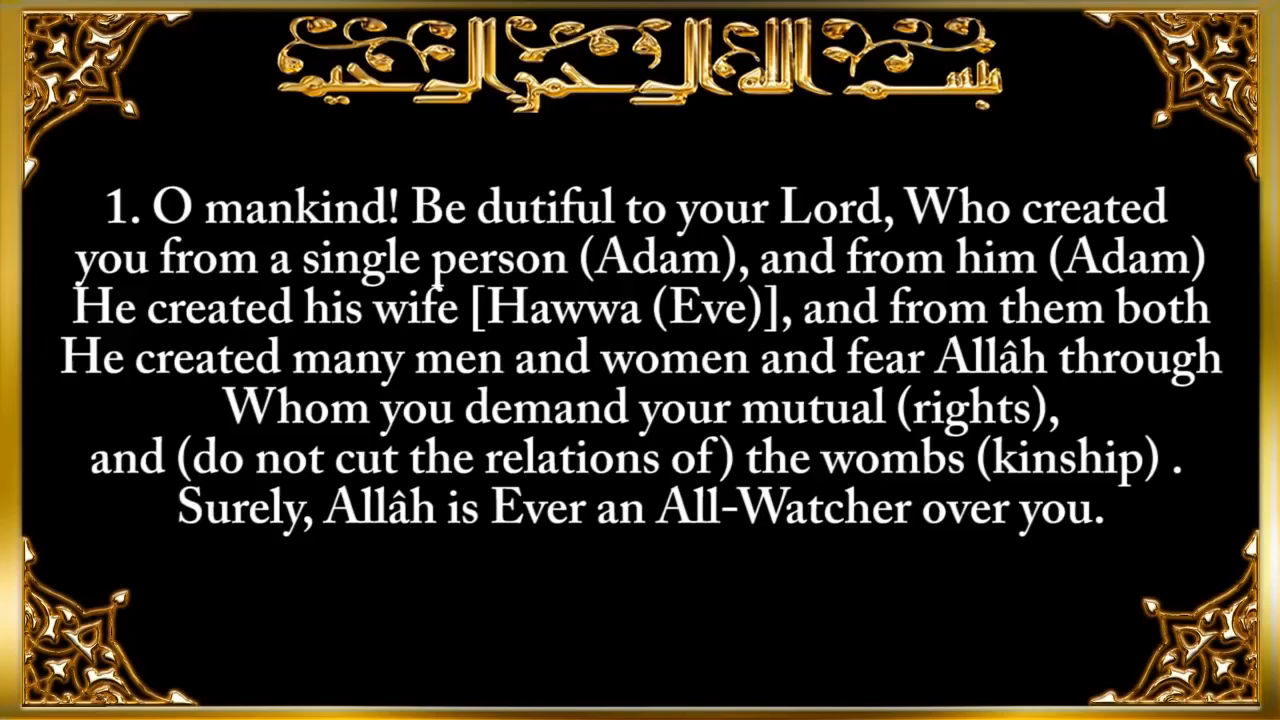 بسم الله الرحمن الرحيم
1. O mankind! Be dutiful to your Lord, Who created
you from a single person (Adam), and from him (Adam)
He created his wife [Hawwa (Eve)], and from them both
He created many men and women and fear Allâh through
Whom you demand your mutual (rights),
and (do not cut the relations of) the wombs (kinship) .
Surely, Allâh is Ever an All-Watcher over you.